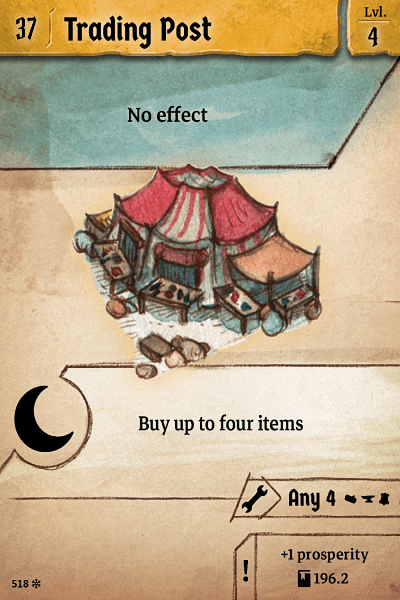 37 Trading Post
Lvl.
4
No effect
Buy up to four items
Any 4
+1 prosperity
! 196.2
518